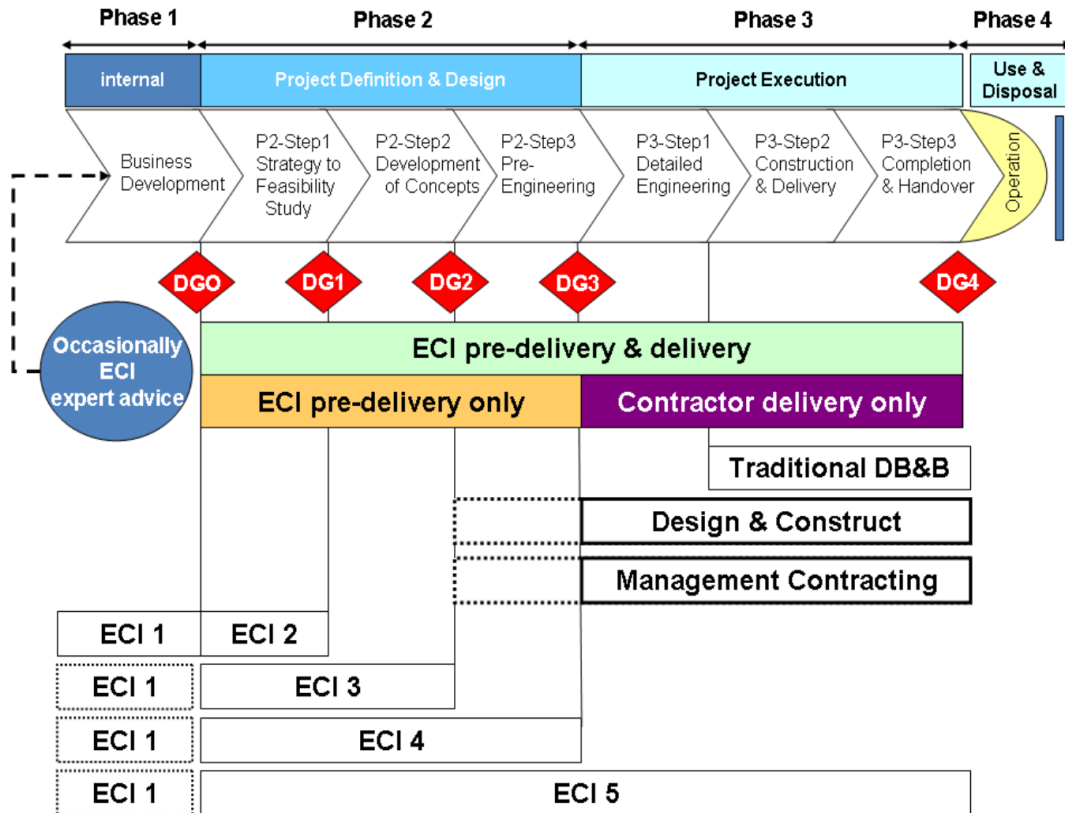 Phase 1
Phase 2
Phase 3
Phase 4
internal
Project Definition & Design
Project Execution
Use &
Disposal
Business
Development
P2-Step1
Strategy to
Feasibility
Study
P2-Step2
Development
of Concepts
P2-Step3
Pre-
Engineering
P3-Step1
Detailed
Engineering
P3-Step2
Construction
& Delivery
P3-Step3
Completion
& Handover
Operation
DGO
DG1
DG2
DG3
DG4
Occasionally
ECI
expert advice
ECI pre-delivery & delivery
ECI pre-delivery only
Contractor delivery only
Traditional DB&B
Design & Construct
Management Contracting
ECI 1
ECI 2
ECI 1
ECI 3
ECI 1
ECI 4
ECI 1
ECI 5